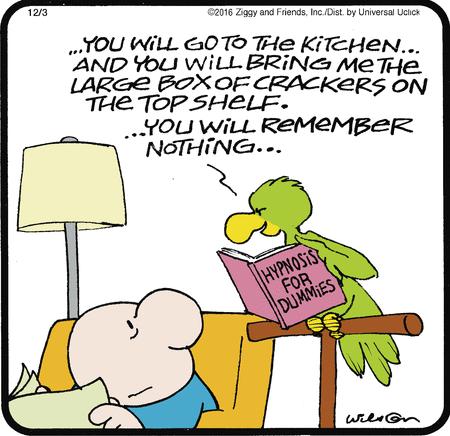 12/3
©2016 Ziggy and Friends, Inc./Dist. by Universal Uclick
...YOU WILL GO TO THE KITCHEN...
AND YOU WILL BRING ME THE
LARGE BOX OF CRACKERS ON
THE TOP SHELF.
...YOU WILL REMEMBER
NOTHING...
HYPNOSIS
FOR
DUMMIES
WILSON